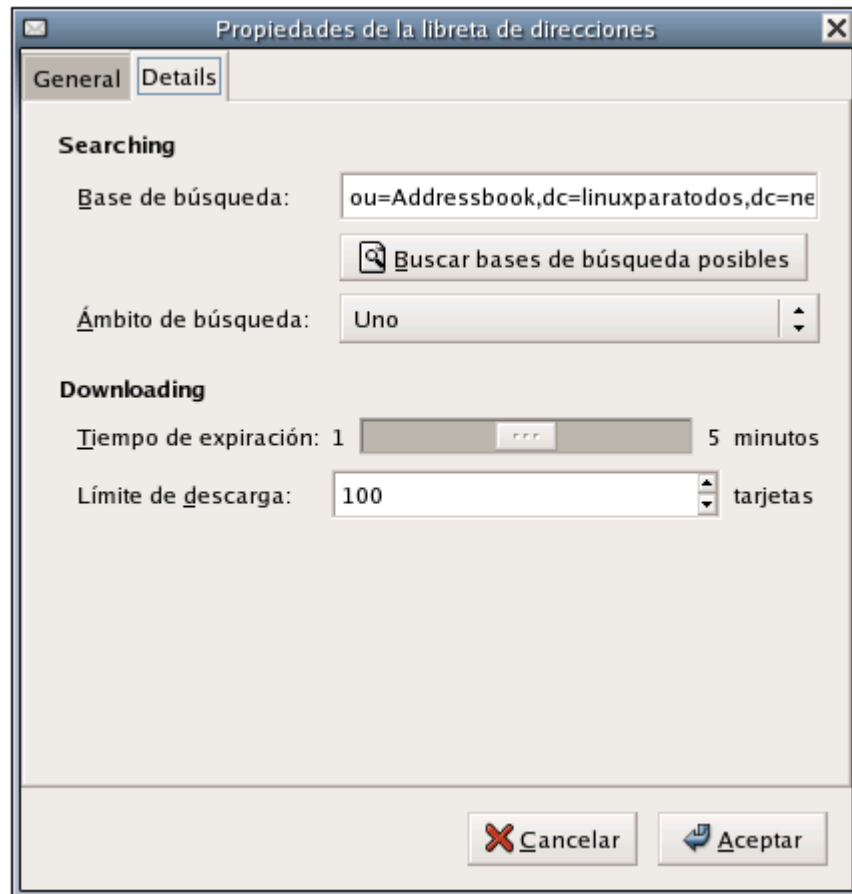 Propiedades de la libreta de direcciones
General Details
Searching
Base de búsqueda: ou=Addressbook,dc=linuxparatodos,dc=ne
Buscar bases de búsqueda posibles
Ámbito de búsqueda: Uno
Downloading
Tiempo de expiración: 1 5 minutos
Límite de descarga: 100 tarjetas
Cancelar Aceptar